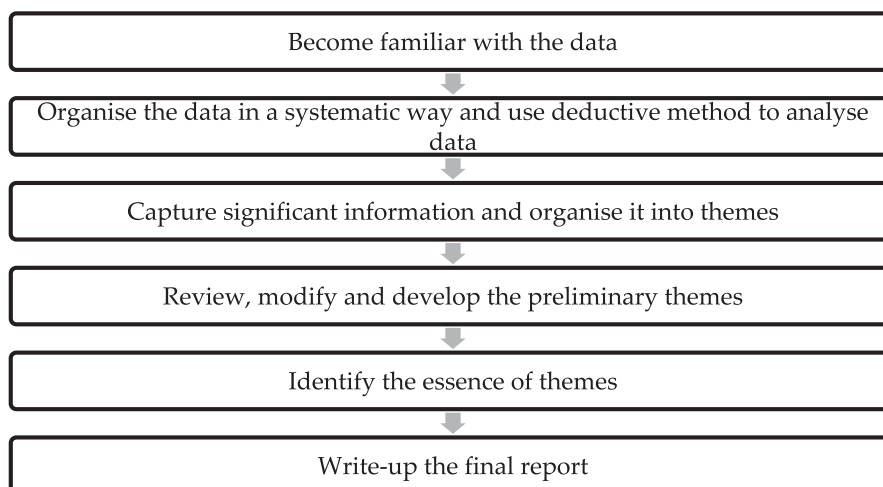 Become familiar with the data
Organise the data in a systematic way and use deductive method to analyse
data
Capture significant information and organise it into themes
Review, modify and develop the preliminary themes
Identify the essence of themes
Write-up the final report